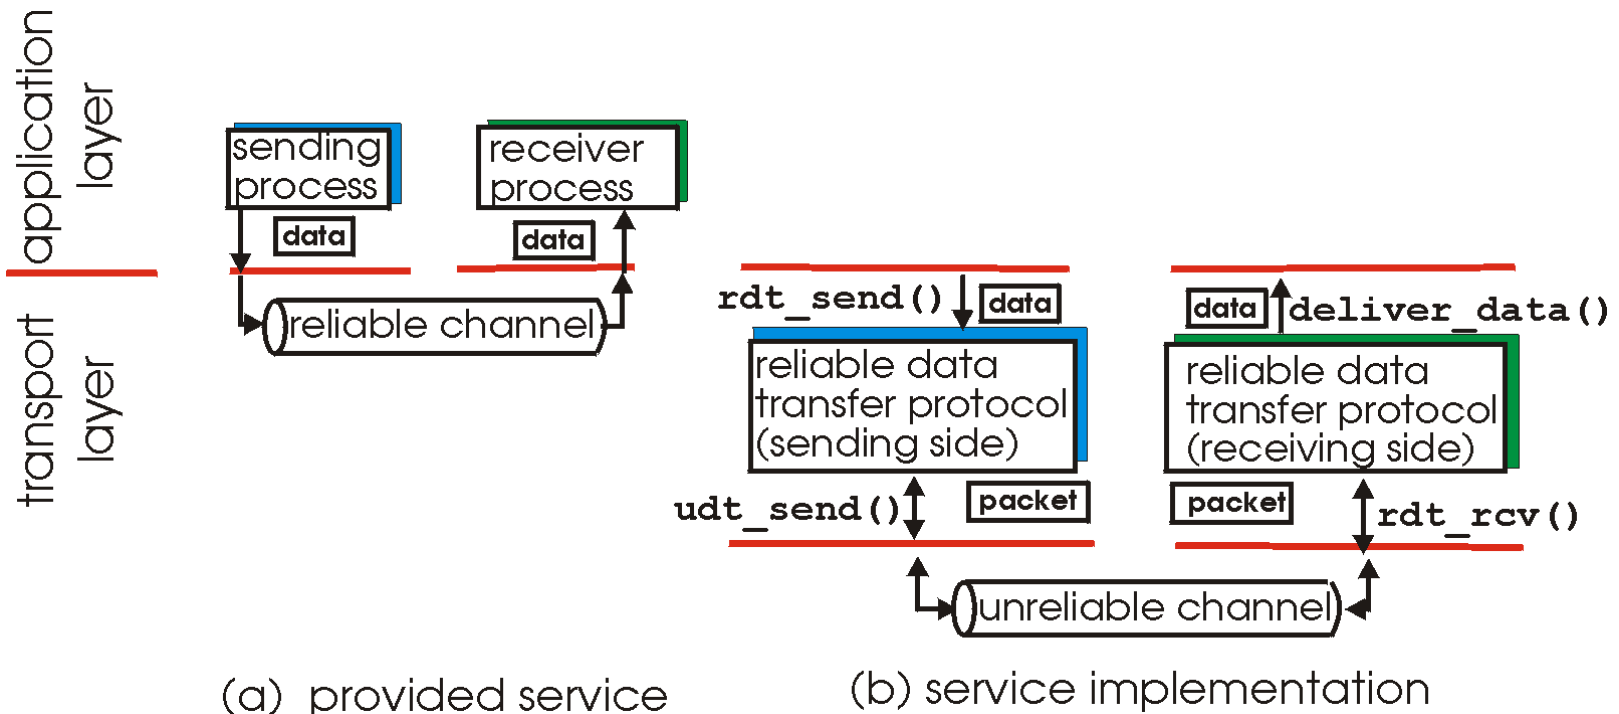 application
layer
transport
layer
sending
process
receiver
process
data
data
reliable channel
(a) provided service
rdt_send()
data
data
deliver_data()
reliable data
transfer protocol
(sending side)
reliable data
transfer protocol
(receiving side)
udt_send()
packet
packet
rdt_rcv()
unreliable channel
(b) service implementation